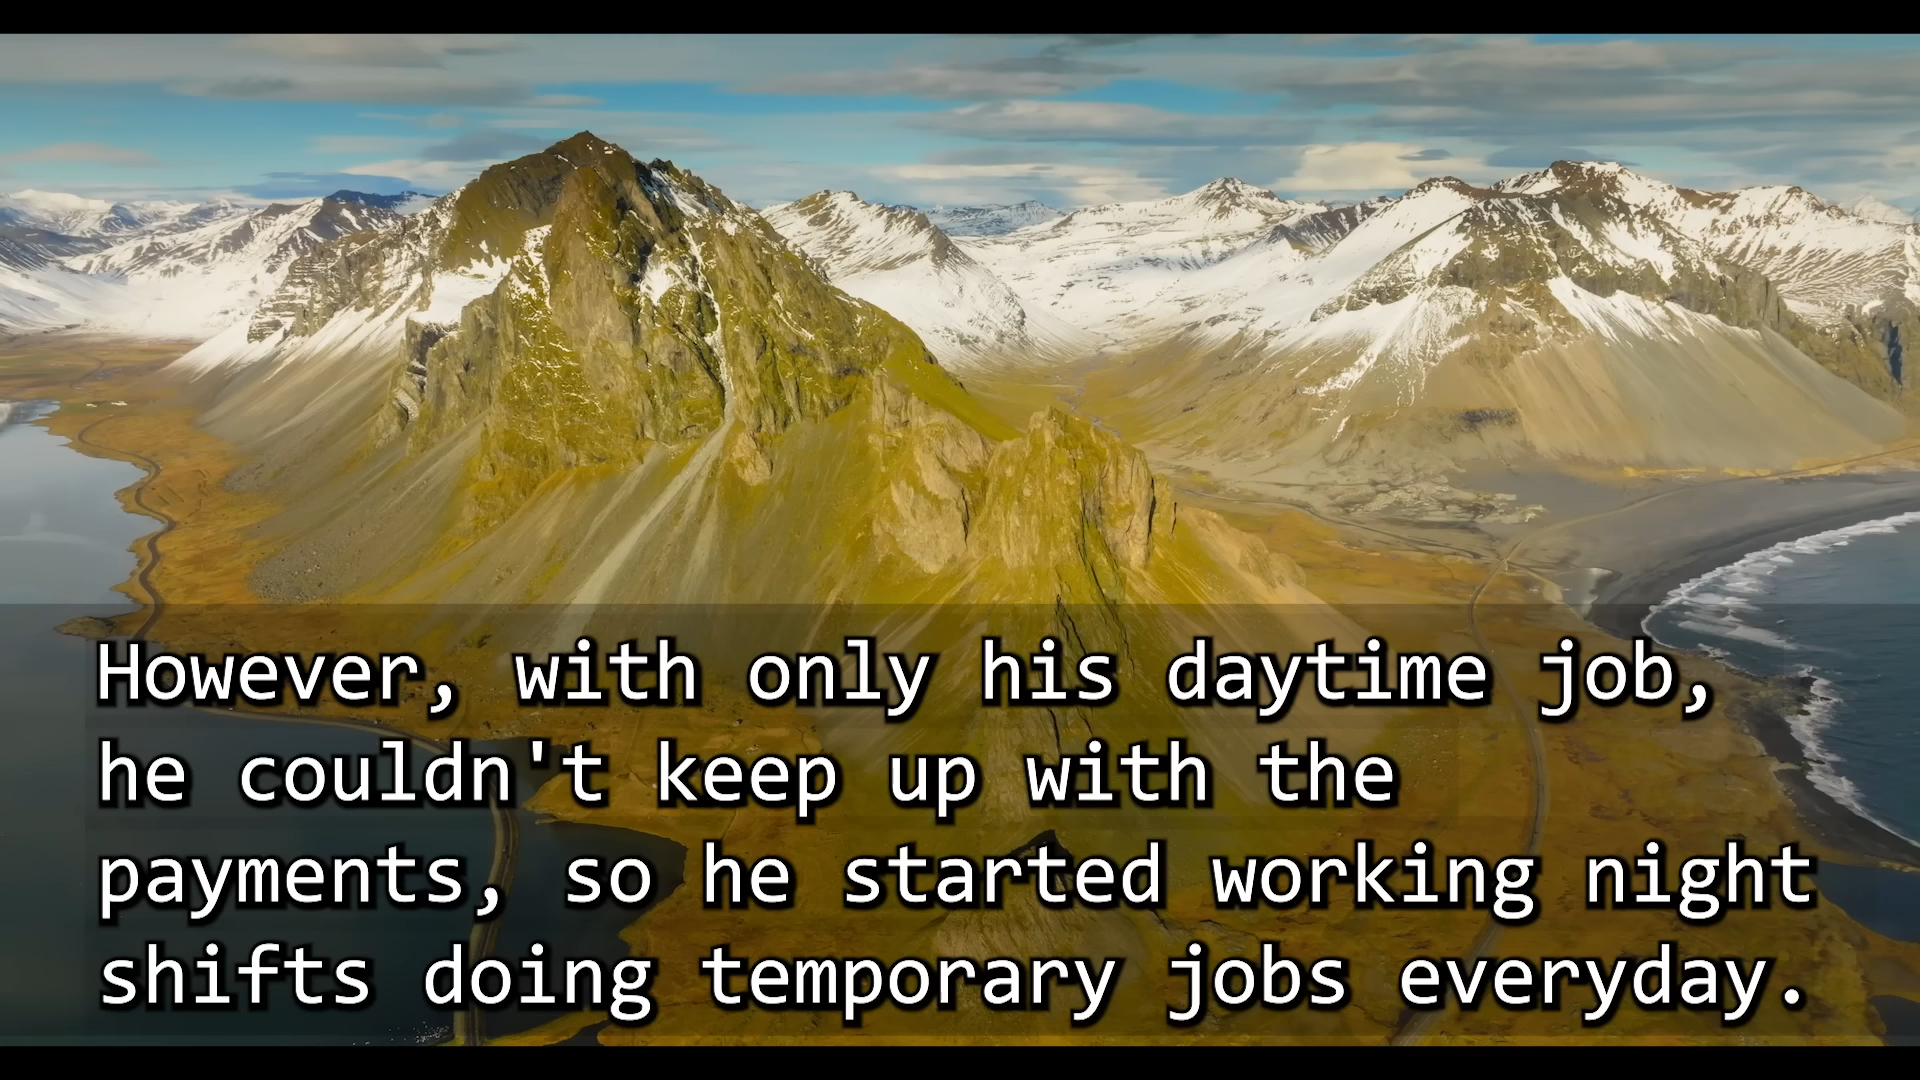 However, with only his daytime job,
he couldn't keep up with the
payments, so he started working night
shifts doing temporary jobs everyday.